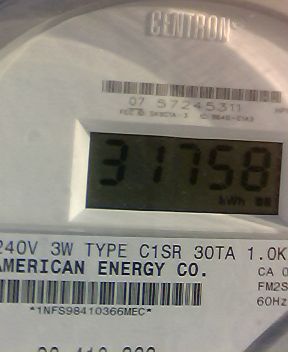 CENTRON
07 57245311
31758
kWh
240V 3W TYPE C1SR 30TA 1.0K
AMERICAN ENERGY CO.
CA 0
FM2S
60Hz
*1NFS98410366MEC*